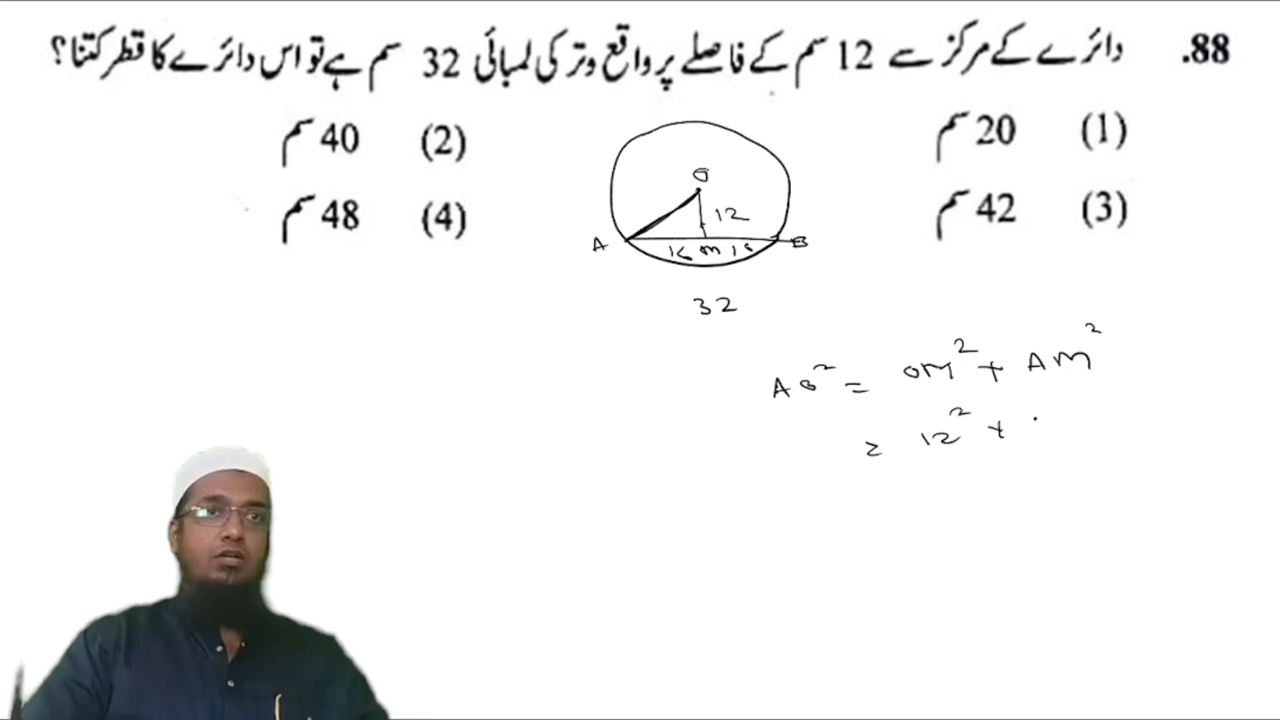 88. دائرے کے مرکز سے 12 سم کے فاصلے پر واقع وتر کی لمبائی 32 سم ہے تو اس دائرے کا قطر کتنا؟
(1) 20 سم (2) 40 سم
(3) 42 سم (4) 48 سم
O
12
A 16 m 16 B
32
AO² = OM² + AM²
= 12² +